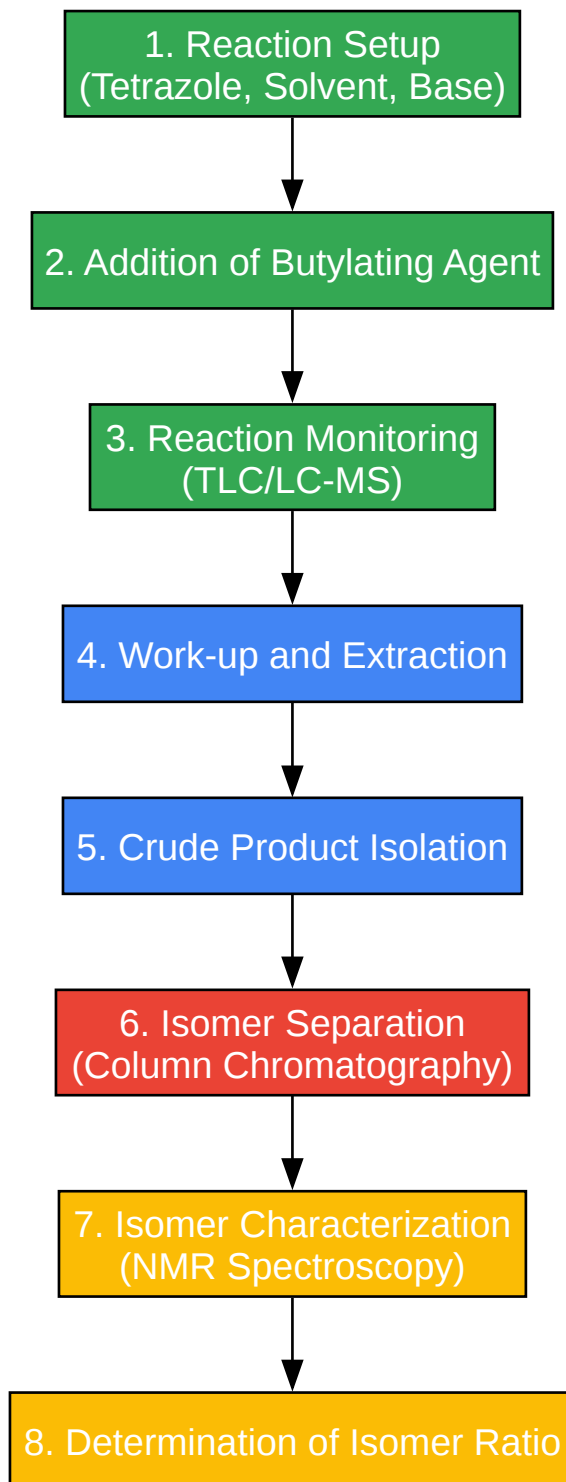 1. Reaction Setup
(Tetrazole, Solvent, Base)
2. Addition of Butylating Agent
3. Reaction Monitoring
(TLC/LC-MS)
4. Work-up and Extraction
5. Crude Product Isolation
6. Isomer Separation
(Column Chromatography)
7. Isomer Characterization
(NMR Spectroscopy)
8. Determination of Isomer Ratio